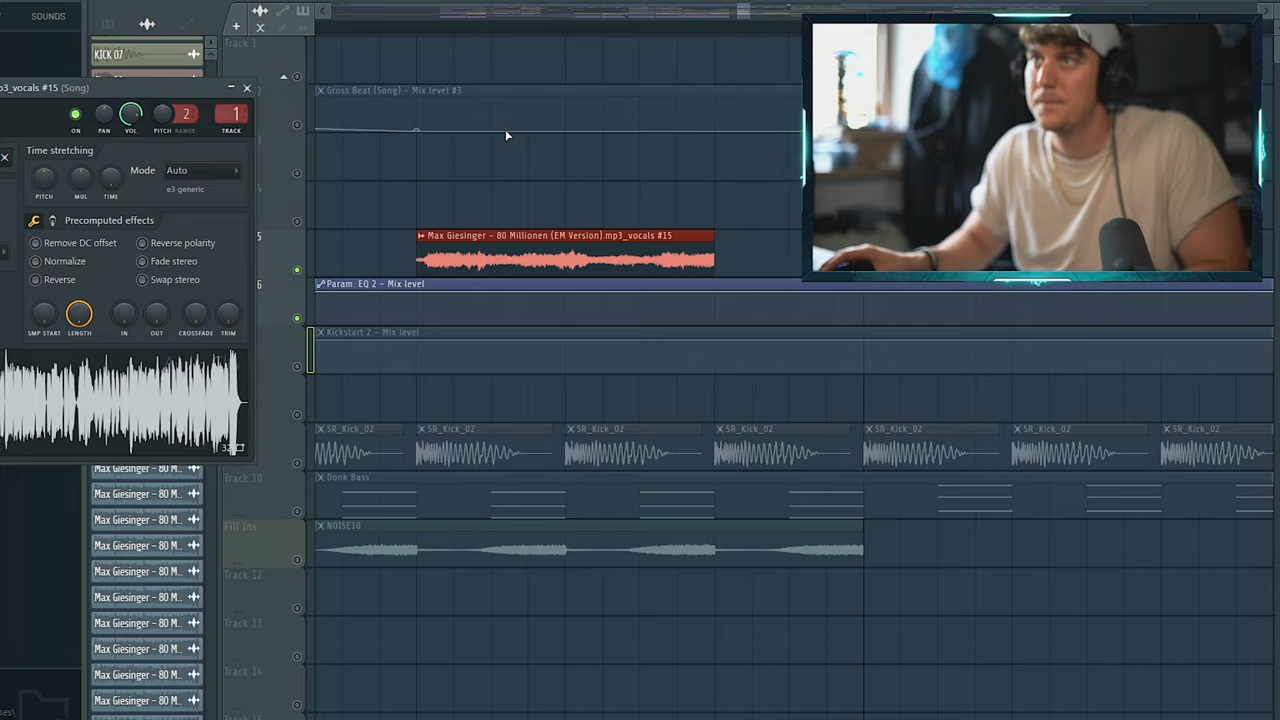 SOUNDS
KICK 07
Track 1
p3_vocals #15 (Song)
Gross Beat (Song) - Mix level #3
ON
PAN
VOL
PITCH
RANGE
2
1
TRACK
Time stretching
Mode
Auto
e3 generic
PITCH
MUL
TIME
Precomputed effects
Remove DC offset
Reverse polarity
Normalize
Fade stereo
Reverse
Swap stereo
SMP START
LENGTH
IN
OUT
CROSSFADE
TRIM
5
Max Giesinger - 80 Millionen (EM Version).mp3_vocals #15
6
Param. EQ 2 - Mix level
Kickstart 2 - Mix level
SR_Kick_02
SR_Kick_02
SR_Kick_02
SR_Kick_02
SR_Kick_02
SR_Kick_02
SR_Kick_02
Track 10
Donk Bass
Fill Ins
NOISE10
Track 12
Track 13
Track 14
Max Giesinger - 80 M..
Max Giesinger - 80 M..
Max Giesinger - 80 M..
Max Giesinger - 80 M..
Max Giesinger - 80 M..
Max Giesinger - 80 M..
Max Giesinger - 80 M..
Max Giesinger - 80 M..
Max Giesinger - 80 M..
Max Giesinger - 80 M..